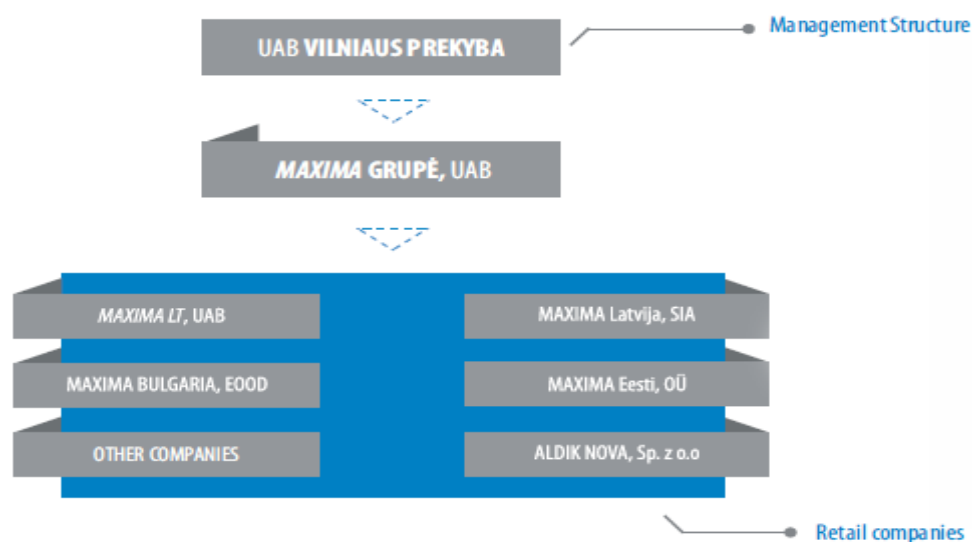 Management Structure
UAB VILNIAUS PREKYBA
MAXIMA GRUPĖ, UAB
MAXIMA LT, UAB
MAXIMA Latvija, SIA
MAXIMA BULGARIA, EOOD
MAXIMA Eesti, OÜ
OTHER COMPANIES
ALDIK NOVA, Sp. z o.o
Retail companies